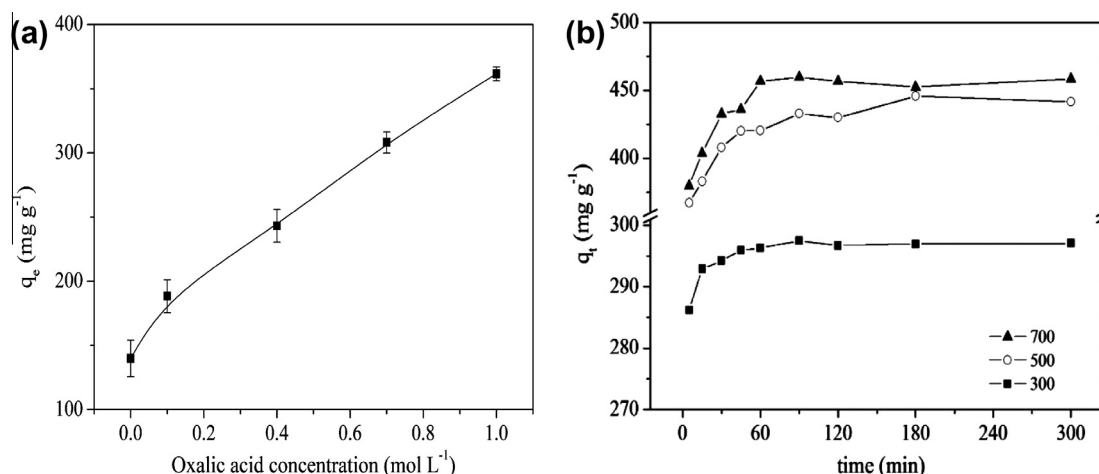 (a)
400
300
200
100
qe (mg g-1)
0.0 0.2 0.4 0.6 0.8 1.0
Oxalic acid concentration (mol L-1)
(b)
500
450
400
300
290
280
270
qt (mg g-1)
700
500
300
0 60 120 180 240 300
time (min)